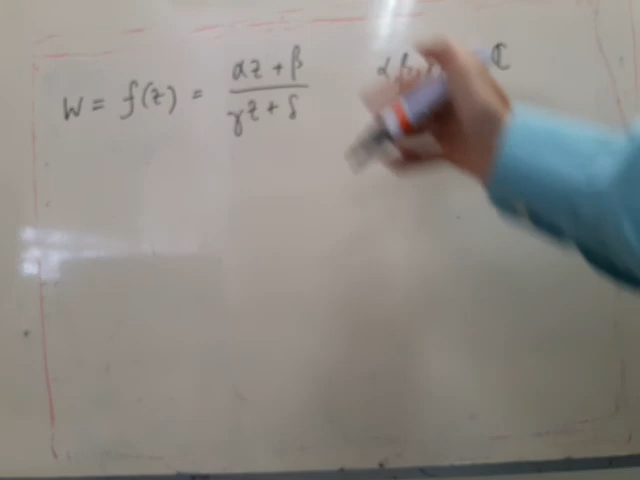 W = f(z) = (αz + β)/(γz + δ) α, β, ℂ